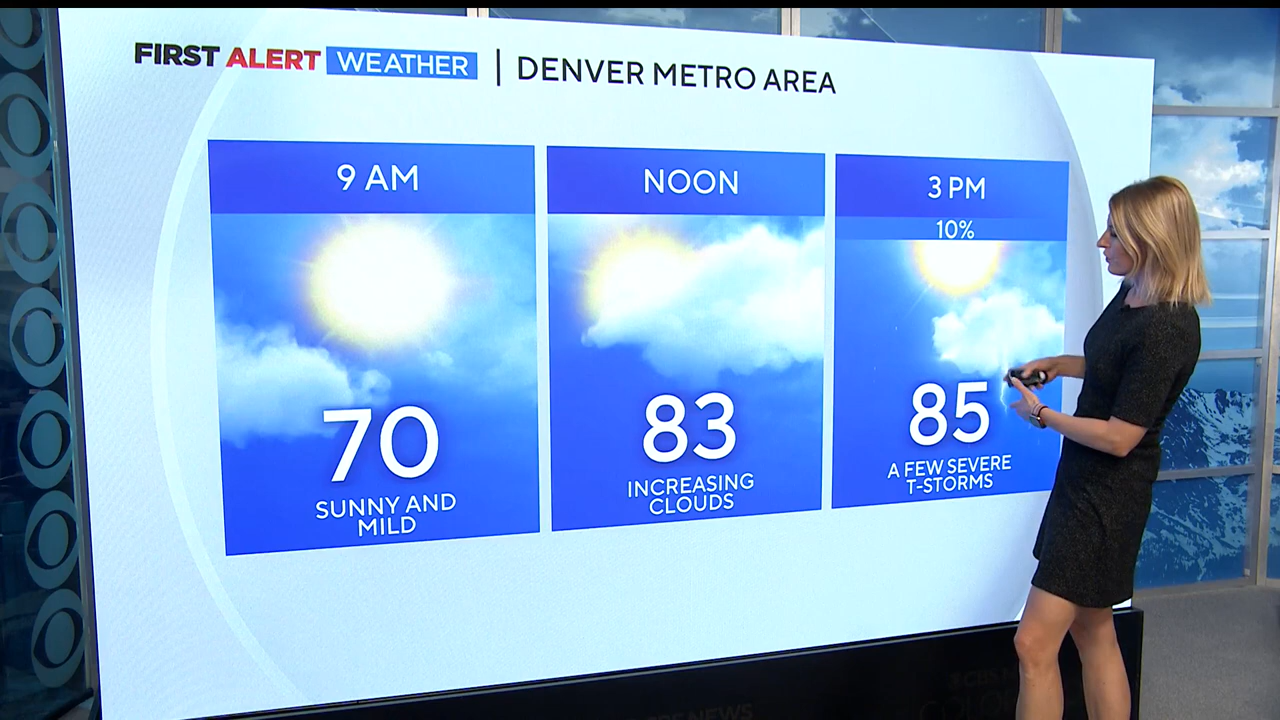 FIRST ALERT WEATHER | DENVER METRO AREA
9 AM
70
SUNNY AND
MILD
NOON
83
INCREASING
CLOUDS
3 PM
10%
85
A FEW SEVERE
T-STORMS
NEWS